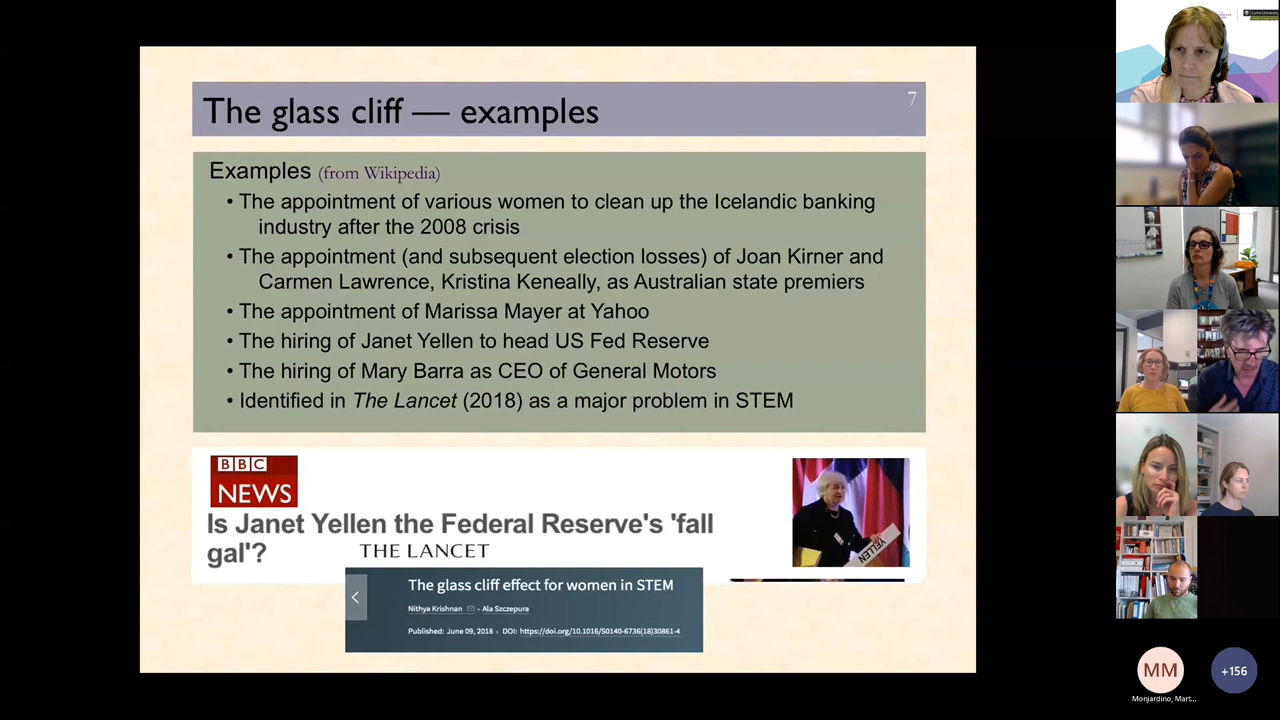 The glass cliff — examples
7
Examples (from Wikipedia)
• The appointment of various women to clean up the Icelandic banking
industry after the 2008 crisis
• The appointment (and subsequent election losses) of Joan Kirner and
Carmen Lawrence, Kristina Keneally, as Australian state premiers
• The appointment of Marissa Mayer at Yahoo
• The hiring of Janet Yellen to head US Fed Reserve
• The hiring of Mary Barra as CEO of General Motors
• Identified in The Lancet (2018) as a major problem in STEM
BBC
NEWS
Is Janet Yellen the Federal Reserve's 'fall
gal'?
THE LANCET
YELLEN
The glass cliff effect for women in STEM
Nithya Krishnan • Ala Szczepura
Published: June 09, 2018 • DOI: https://doi.org/10.1016/S0140-6736(18)30861-4
MM
+156
Monjardino, Mart...